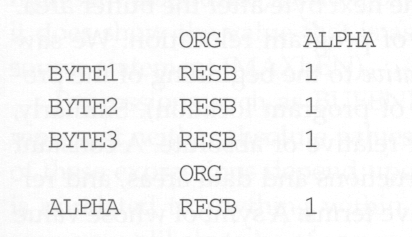 ORG ALPHA
BYTE1 RESB 1
BYTE2 RESB 1
BYTE3 RESB 1
ORG
ALPHA RESB 1